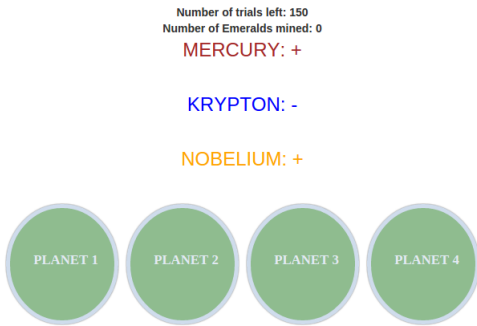 Number of trials left: 150
Number of Emeralds mined: 0
MERCURY: +
KRYPTON: -
NOBELIUM: +
PLANET 1 PLANET 2 PLANET 3 PLANET 4